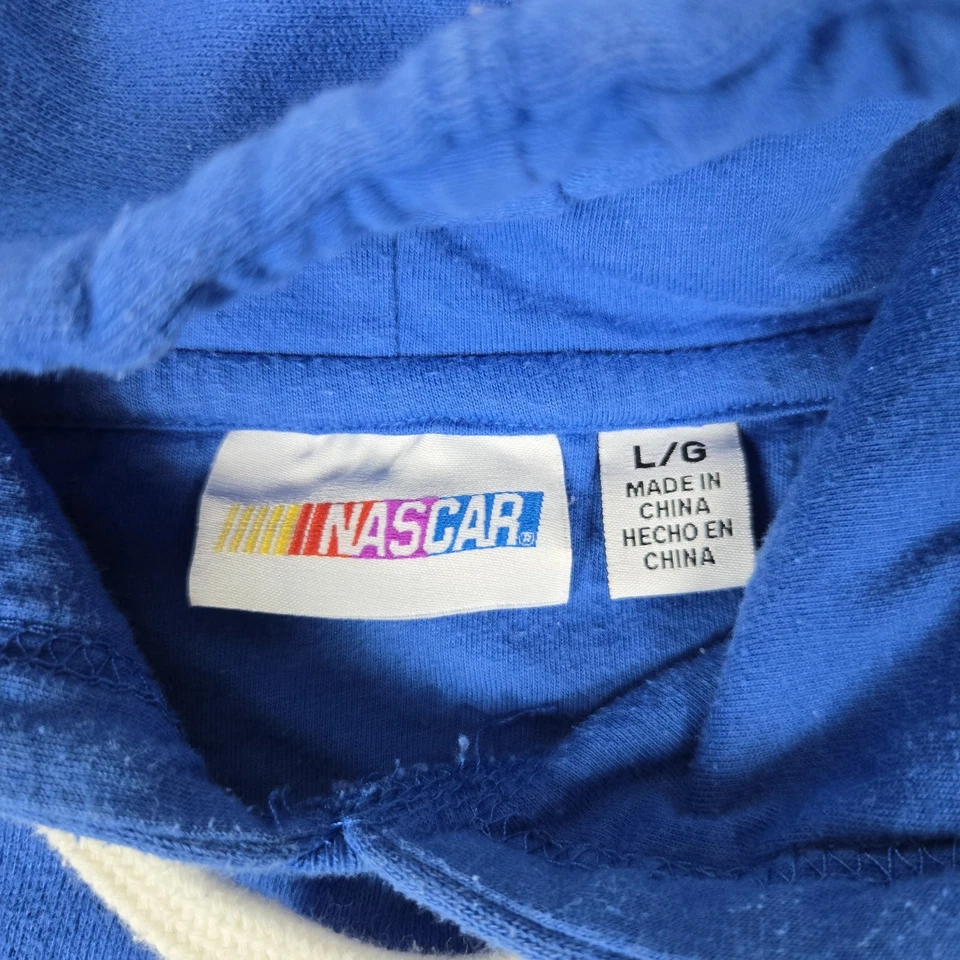 NASCAR®
L/G
MADE IN
CHINA
HECHO EN
CHINA